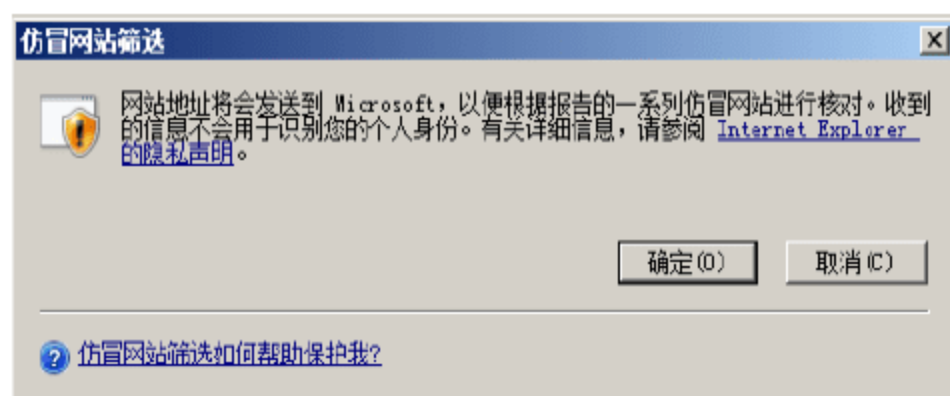 仿冒网站筛选
网站地址将会发送到 Microsoft，以便根据报告的一系列仿冒网站进行核对。收到
的信息不会用于识别您的个人身份。有关详细信息，请参阅 Internet Explorer
的隐私声明。
确定(O) 取消(C)
仿冒网站筛选如何帮助保护我?